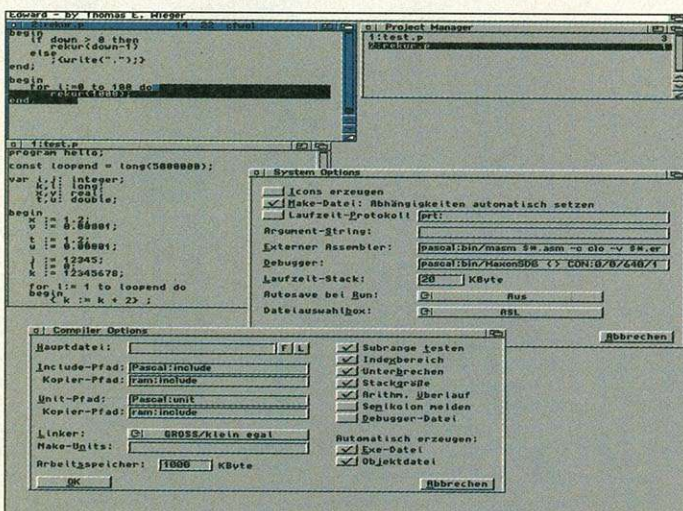 Edward - by Thomas E. Wieger
2:rekur.p 14 22 cfwel
begin
if down > 0 then
rekur(down-1)
else
;{write(".");}
end;
begin
for i:=0 to 100 do
rekur(1000);
end
Project Manager
1:test.p 3
2:rekur.p
1:test.p
program hello;
const loopend = long(5000000);
var i,j: integer;
k,l: long;
x,y: real;
t,u: double;
begin
x := 1.2;
y := 0.00001;
t := 1.2;
u := 0.00001;
j := 12345;
l := 0;
k := 12345678;
for i:= 1 to loopend do
begin
{ k := k + 2} ;
System Options
Icons erzeugen
Make-Datei: Abhängigkeiten automatisch setzen
Laufzeit-Protokoll prt:
Argument-String:
Externer Assembler: pascal:bin/masm $*.asm -c clo -v $*.er
Debugger: pascal:bin/MaxonSDB <> CON:0/0/640/1
Laufzeit-Stack: 20 KByte
Autosave bei Run: Aus
Dateiauswahlbox: ASL
Abbrechen
Compiler Options
Hauptdatei: F L
Include-Pfad: Pascal:include
Kopier-Pfad: ram:include
Unit-Pfad: Pascal:unit
Kopier-Pfad: ram:include
Linker: GROSS/klein egal
Make-Units:
Arbeitsspeicher: 1000 KByte
OK
Subrange testen
Indexbereich
Unterbrechen
Stackgröße
Arithm. Überlauf
Semikolon melden
Debugger-Datei
Automatisch erzeugen:
Exe-Datei
Objektdatei
Abbrechen